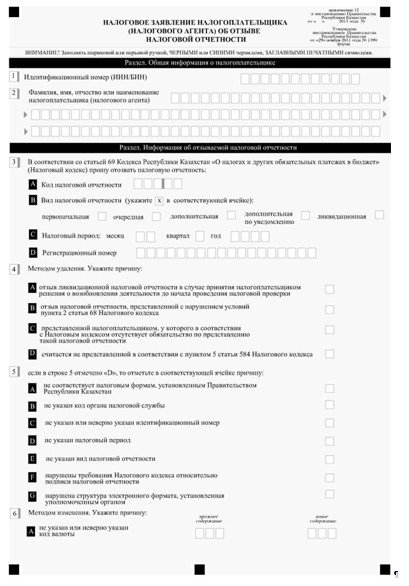 приложение 12
к постановлению Правительства
Республики Казахстан
2013 года №
Утверждена
постановлением Правительства
Республики Казахстан
форма
НАЛОГОВОЕ ЗАЯВЛЕНИЕ НАЛОГОПЛАТЕЛЬЩИКА
(НАЛОГОВОГО АГЕНТА) ОБ ОТЗЫВЕ
НАЛОГОВОЙ ОТЧЕТНОСТИ
ВНИМАНИЕ! Заполнять шариковой или перьевой ручкой, ЧЕРНЫМИ или СИНИМИ чернилами, ЗАГЛАВНЫМИ ПЕЧАТНЫМИ символами.
Раздел. Общая информация о налогоплательщике
1 Идентификационный номер (ИИН/БИН)
2 Фамилия, имя, отчество или наименование
налогоплательщика (налогового агента)
Раздел. Информация об отзываемой налоговой отчетности
3 В соответствии со статьей 69 Кодекса Республики Казахстан «О налогах и других обязательных платежах в бюджет»
(Налоговый кодекс) прошу отозвать налоговую отчетность:
A Код налоговой отчетности
B Вид налоговой отчетности (укажите x в соответствующей ячейке):
первоначальная очередная дополнительная дополнительная по уведомлению ликвидационная
C Налоговый период: месяц квартал год
D Регистрационный номер
4 Методом удаления. Укажите причину:
A отзыв ликвидационной налоговой отчетности в случае принятия налогоплательщиком
решения о возобновлении деятельности до начала проведения налоговой проверки
B отзыв налоговой отчетности, представленной с нарушением условий
пункта 2 статьи 68 Налогового кодекса
C представленной налогоплательщиком, у которого в соответствии
с Налоговым кодексом отсутствует обязательство по представлению
такой налоговой отчетности
D считается не представленной в соответствии с пунктом 5 статьи 584 Налогового кодекса
5 если в строке 5 отмечено «D», то отметьте в соответствующей ячейке причину:
A не соответствует налоговым формам, установленным Правительством
Республики Казахстан
B не указан код органа налоговой службы
C не указан или неверно указан идентификационный номер
D не указан налоговый период
E не указан вид налоговой отчетности
F нарушены требования Налогового кодекса относительно
подписи налоговой отчетности
G нарушена структура электронного формата, установленная
уполномоченным органом
6 Методом изменения. Укажите причину:
прежнее содержание: новое содержание:
A не указан или неверно указан
код валюты